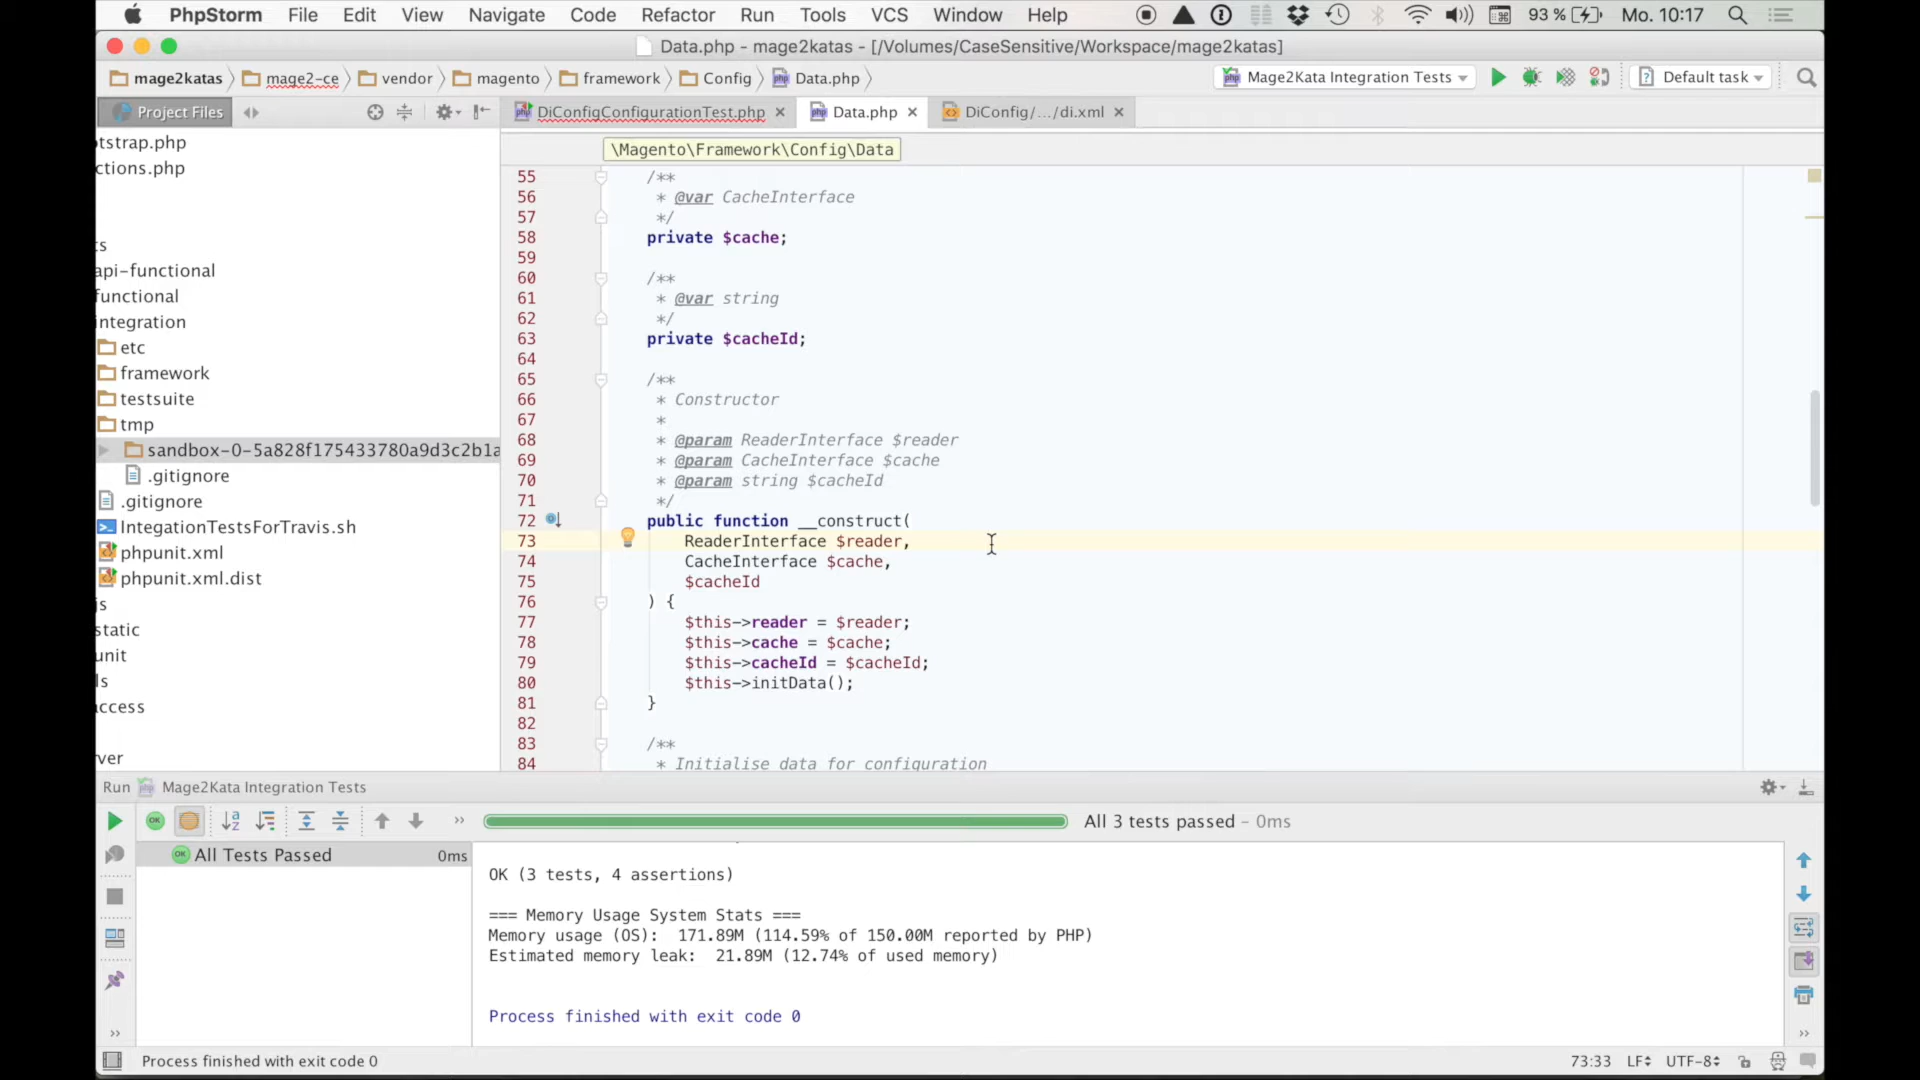 PhpStorm File Edit View Navigate Code Refactor Run Tools VCS Window Help 93 % Mo. 10:17
Data.php - mage2katas - [/Volumes/CaseSensitive/Workspace/mage2katas]
mage2katas mage2-ce vendor magento framework Config Data.php Mage2Kata Integration Tests Default task
Project Files DiConfigConfigurationTest.php Data.php DiConfig/.../di.xml
\Magento\Framework\Config\Data
tstrap.php
ctions.php
ts
api-functional
functional
integration
etc
framework
testsuite
tmp
sandbox-0-5a828f175433780a9d3c2b1a
.gitignore
.gitignore
IntegationTestsForTravis.sh
phpunit.xml
phpunit.xml.dist
js
static
unit
ls
access
ver
55 /**
56 * @var CacheInterface
57 */
58 private $cache;
59
60 /**
61 * @var string
62 */
63 private $cacheId;
64
65 /**
66 * Constructor
67 *
68 * @param ReaderInterface $reader
69 * @param CacheInterface $cache
70 * @param string $cacheId
71 */
72 public function __construct(
73 ReaderInterface $reader,
74 CacheInterface $cache,
75 $cacheId
76 ) {
77 $this->reader = $reader;
78 $this->cache = $cache;
79 $this->cacheId = $cacheId;
80 $this->initData();
81 }
82
83 /**
84 * Initialise data for configuration
Run Mage2Kata Integration Tests
All 3 tests passed - 0ms
All Tests Passed 0ms
OK (3 tests, 4 assertions)
=== Memory Usage System Stats ===
Memory usage (OS): 171.89M (114.59% of 150.00M reported by PHP)
Estimated memory leak: 21.89M (12.74% of used memory)
Process finished with exit code 0
Process finished with exit code 0 73:33 LF UTF-8